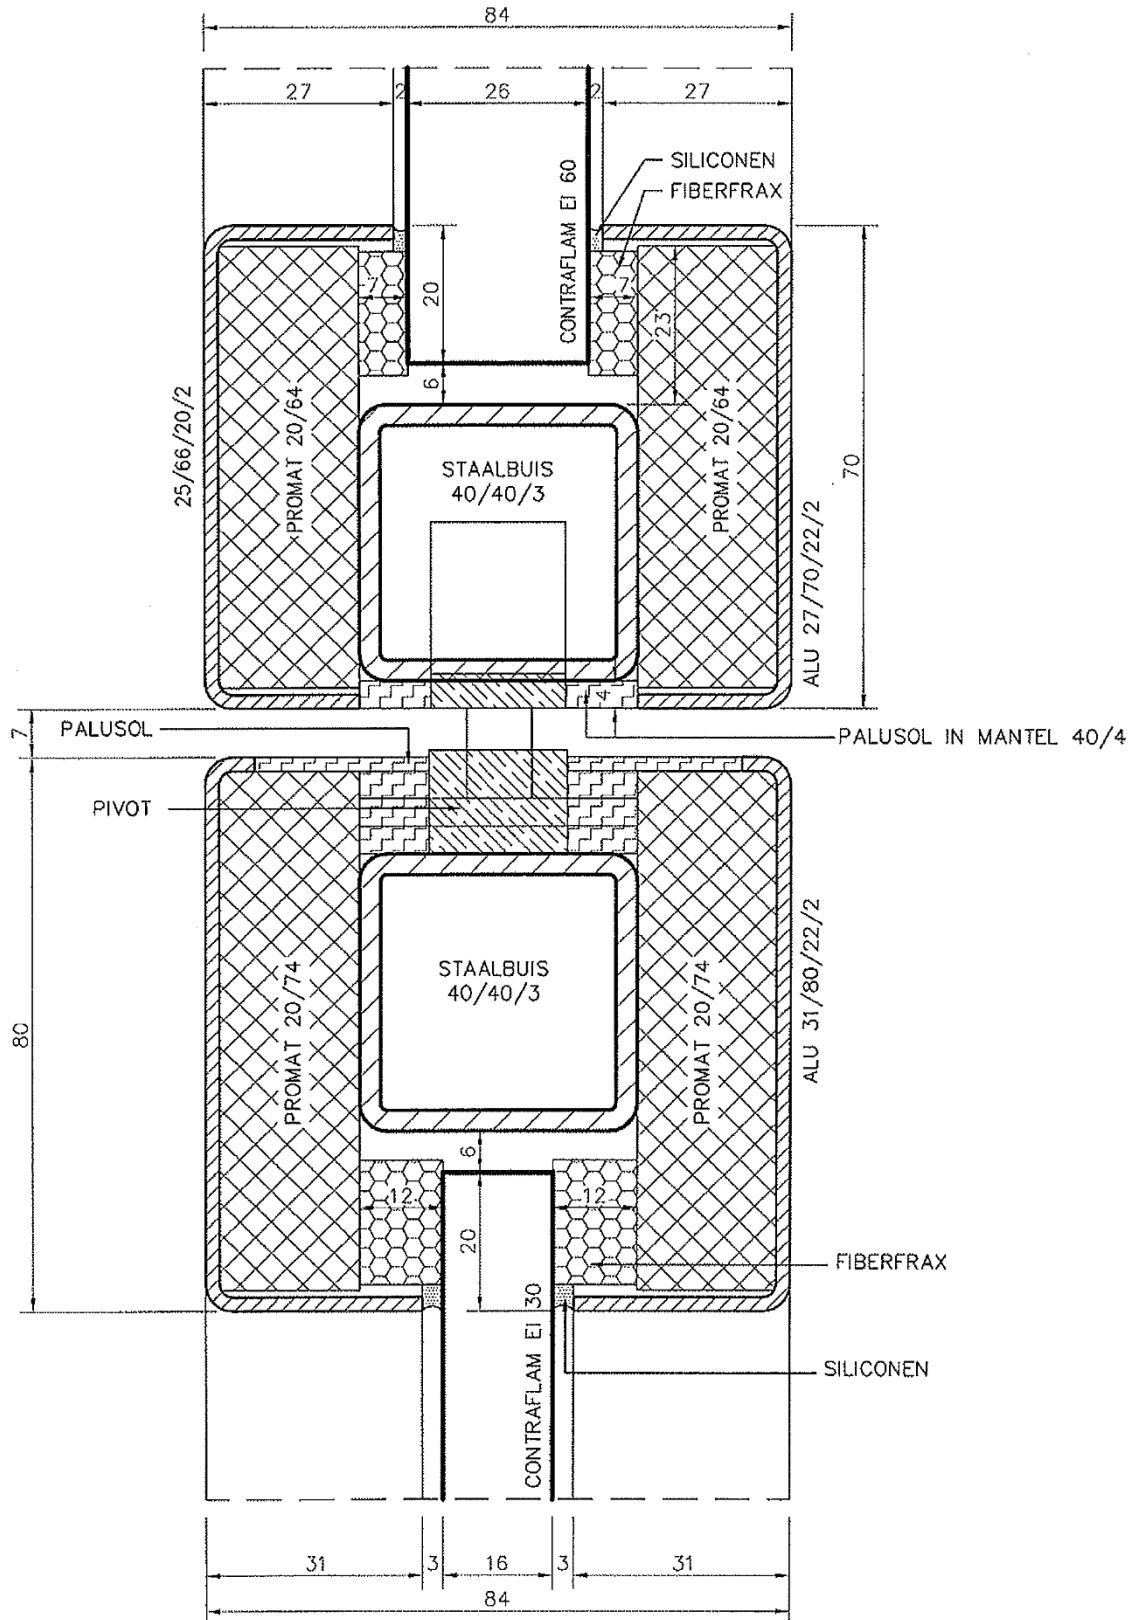 84
27
2
26
2
27
SILICONEN
FIBERFRAX
CONTRAFLAM EI 60
7
20
7
23
6
25/66/20/2
PROMAT 20/64
STAALBUIS
40/40/3
PROMAT 20/64
70
ALU 27/70/22/2
4
7
PALUSOL
PALUSOL IN MANTEL 40/4
PIVOT
80
PROMAT 20/74
STAALBUIS
40/40/3
PROMAT 20/74
ALU 31/80/22/2
6
12
12
20
FIBERFRAX
CONTRAFLAM EI 30
SILICONEN
31
3
16
3
31
84